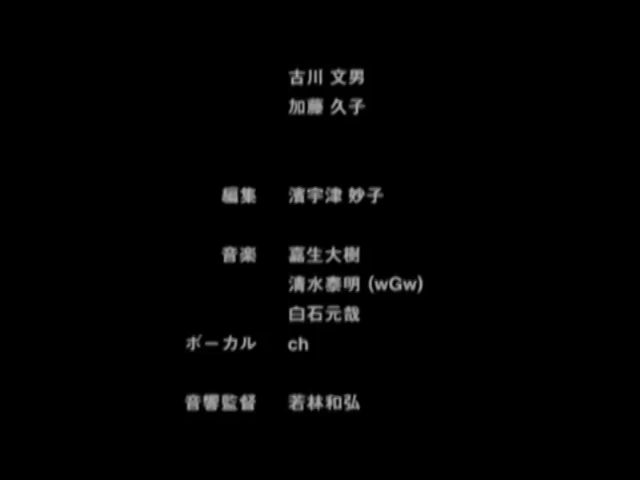 古川 文男
加藤 久子
編集 濱宇津 妙子
音楽 嘉生大樹
清水泰明 (wGw)
白石元哉
ボーカル ch
音響監督 若林和弘